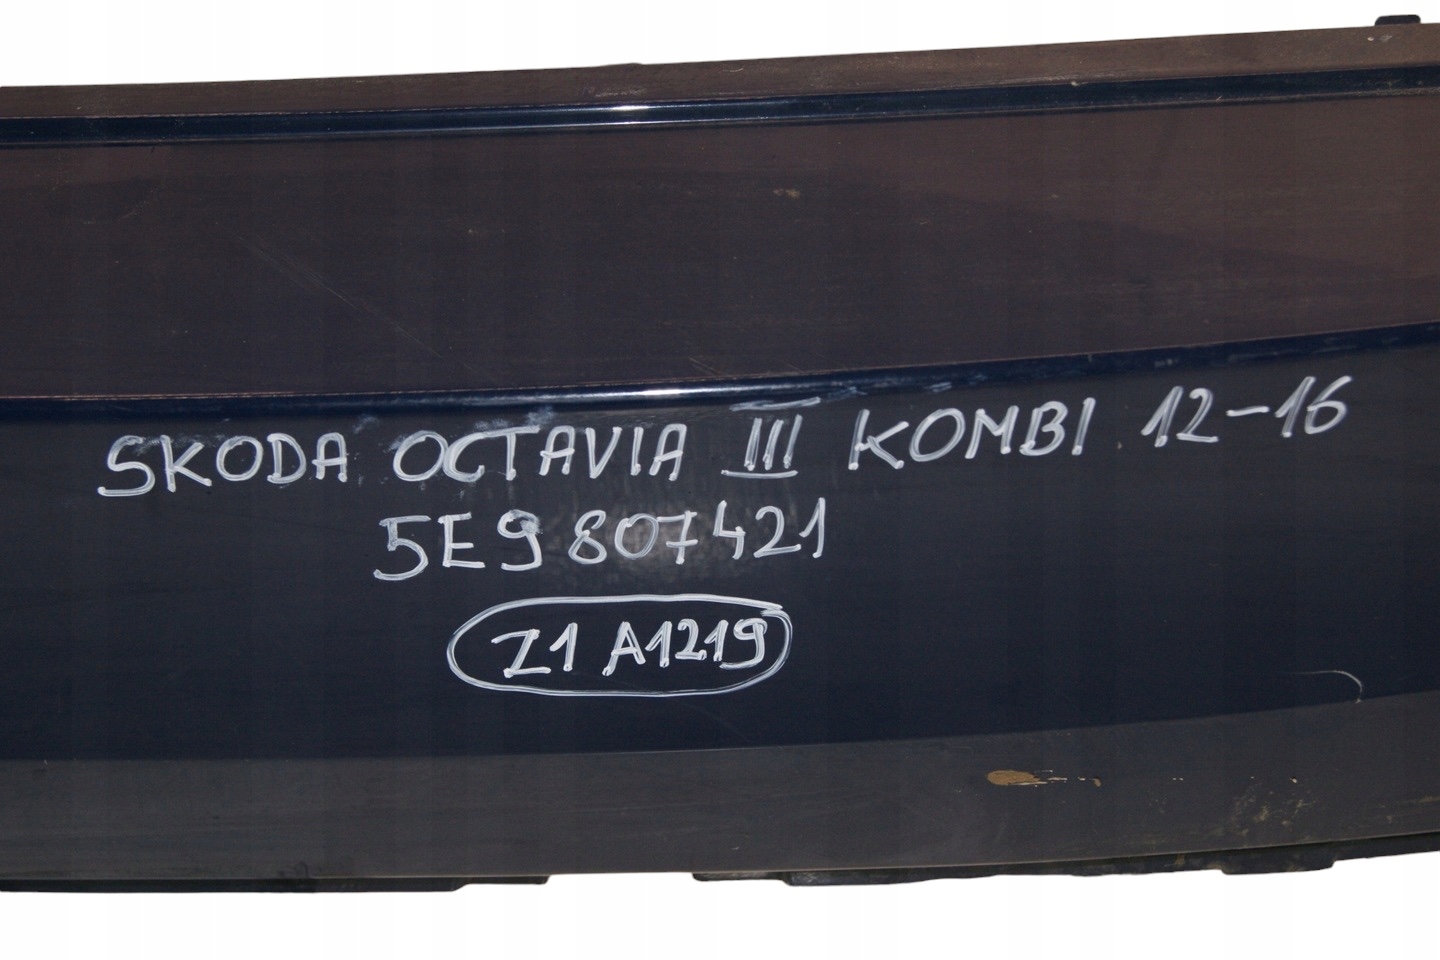 SKODA OCTAVIA III KOMBI 12-16
5E9807421
Z1 A1219